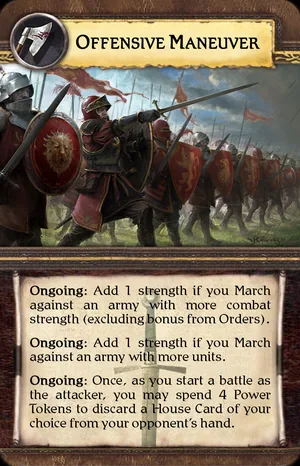 Offensive Maneuver
Ongoing: Add 1 strength if you March
against an army with more combat
strength (excluding bonus from Orders).
Ongoing: Add 1 strength if you March
against an army with more units.
Ongoing: Once, as you start a battle as
the attacker, you may spend 4 Power
Tokens to discard a House Card of your
choice from your opponent's hand.